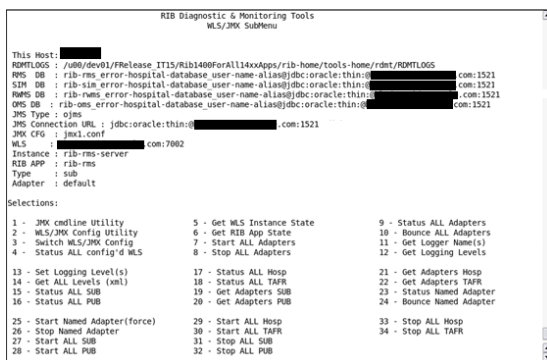 RIB Diagnostic & Monitoring Tools
WLS/JMX SubMenu
This Host:
RDMTLOGS : /u00/dev01/FRelease_IT15/Rib1400ForAll14xxApps/rib-home/tools-home/rdmt/RDMTLOGS
RMS DB : rib-rms_error-hospital-database_user-name-alias@jdbc:oracle:thin:@ .com:1521
SIM DB : rib-sim_error-hospital-database_user-name-alias@jdbc:oracle:thin:@ .com:1521
RWMS DB : rib-rwms_error-hospital-database_user-name-alias@jdbc:oracle:thin:@ .com:1521
OMS DB : rib-oms_error-hospital-database_user-name-alias@jdbc:oracle:thin:@ .com:1521
JMS Type : ojms
JMS Connection URL : jdbc:oracle:thin:@ .com:1521
JMX CFG : jmx1.conf
WLS : .com:7002
Instance : rib-rms-server
RIB APP : rib-rms
Type : sub
Adapter : default
Selections:
1 - JMX cmdline Utility 5 - Get WLS Instance State 9 - Status ALL Adapters
2 - WLS/JMX Config Utility 6 - Get RIB App State 10 - Bounce ALL Adapters
3 - Switch WLS/JMX Config 7 - Start ALL Adapters 11 - Get Logger Name(s)
4 - Status ALL config'd WLS 8 - Stop ALL Adapters 12 - Get Logging Levels
13 - Set Logging Level(s) 17 - Status ALL Hosp 21 - Get Adapters Hosp
14 - Get ALL Levels (xml) 18 - Status ALL TAFR 22 - Get Adapters TAFR
15 - Status ALL SUB 19 - Get Adapters SUB 23 - Status Named Adapter
16 - Status ALL PUB 20 - Get Adapters PUB 24 - Bounce Named Adapter
25 - Start Named Adapter(force) 29 - Start ALL Hosp 33 - Stop ALL Hosp
26 - Stop Named Adapter 30 - Start ALL TAFR 34 - Stop ALL TAFR
27 - Start ALL SUB 31 - Stop ALL SUB
28 - Start ALL PUB 32 - Stop ALL PUB